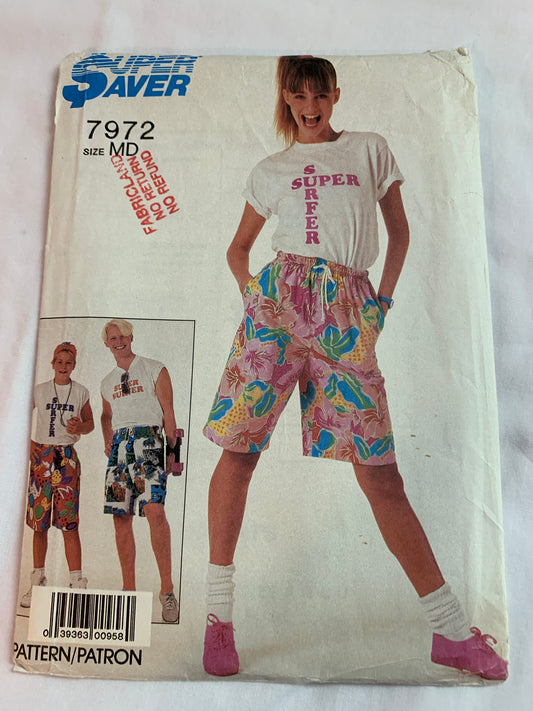 SUPER
SAVER
7972
SIZE MD
FABRICLAND
NO RETURN
NO REFUND
SUPER
SURFER
SUPER
SURFER
SUPER
SURFER
0 39363 00958
PATTERN/PATRON